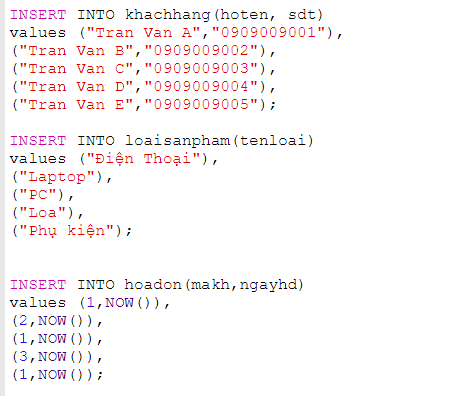 INSERT INTO khachhang(hoten, sdt)
values ("Tran Van A","0909009001"),
("Tran Van B","0909009002"),
("Tran Van C","0909009003"),
("Tran Van D","0909009004"),
("Tran Van E","0909009005");
INSERT INTO loaisanpham(tenloai)
values ("Điện Thoại"),
("Laptop"),
("PC"),
("Loa"),
("Phụ kiện");
INSERT INTO hoadon(makh,ngayhd)
values (1,NOW()),
(2,NOW()),
(1,NOW()),
(3,NOW()),
(1,NOW());